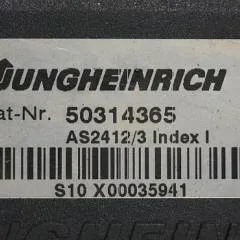 JUNGHEINRICH
at-Nr. 50314365
AS2412/3 Index I
S10 X00035941